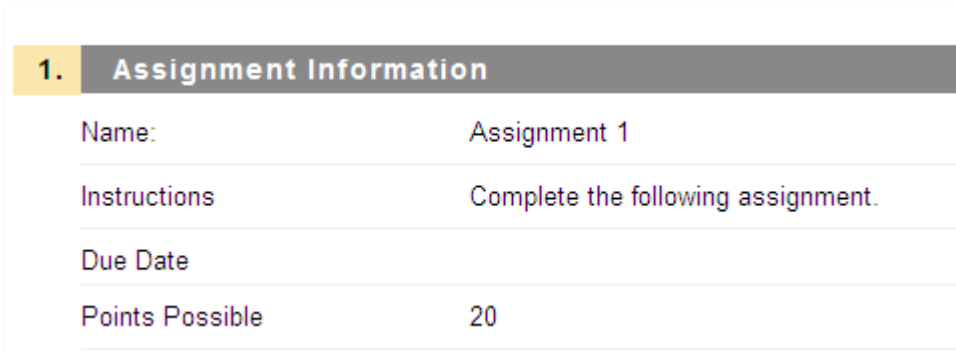 1. Assignment Information
Name: Assignment 1
Instructions Complete the following assignment.
Due Date
Points Possible 20